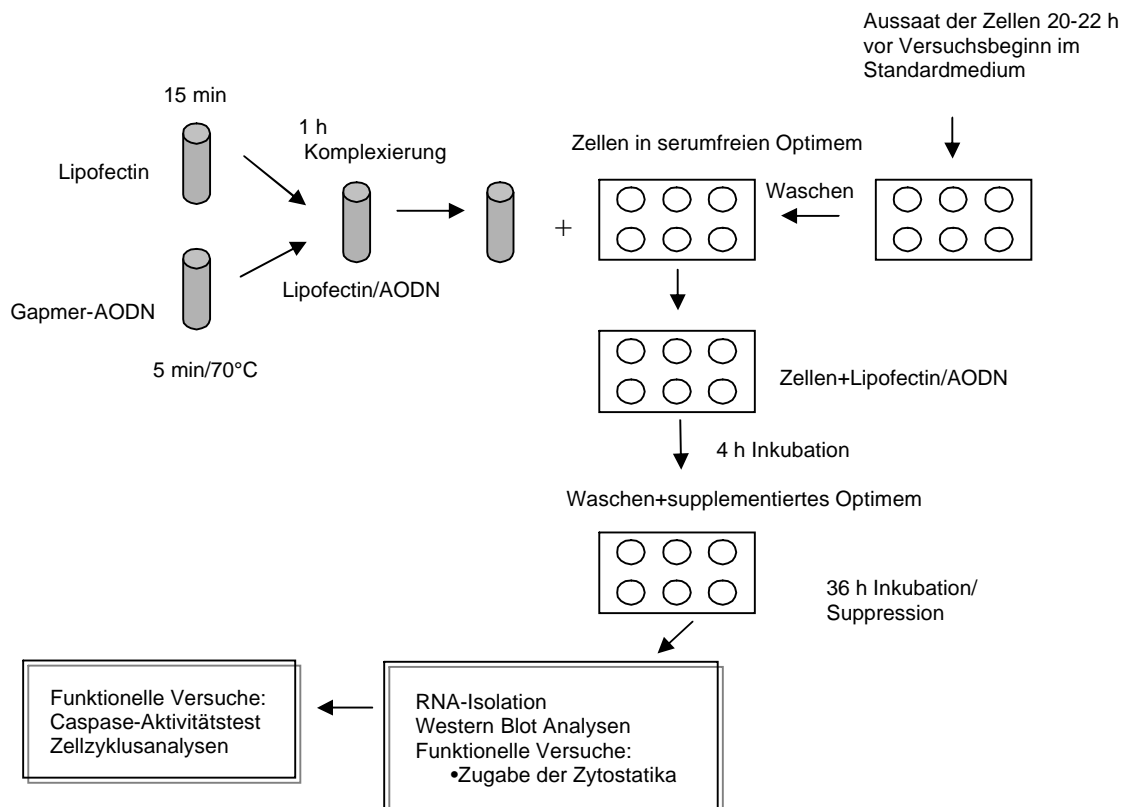 Aussaat der Zellen 20-22 h
vor Versuchsbeginn im
Standardmedium
15 min
1 h
Komplexierung
Zellen in serumfreien Optimem
Lipofectin
Waschen
+
Gapmer-AODN
Lipofectin/AODN
5 min/70°C
Zellen+Lipofectin/AODN
4 h Inkubation
Waschen+supplementiertes Optimem
36 h Inkubation/
Suppression
RNA-Isolation
Western Blot Analysen
Funktionelle Versuche:
•Zugabe der Zytostatika
Funktionelle Versuche:
Caspase-Aktivitätstest
Zellzyklusanalysen